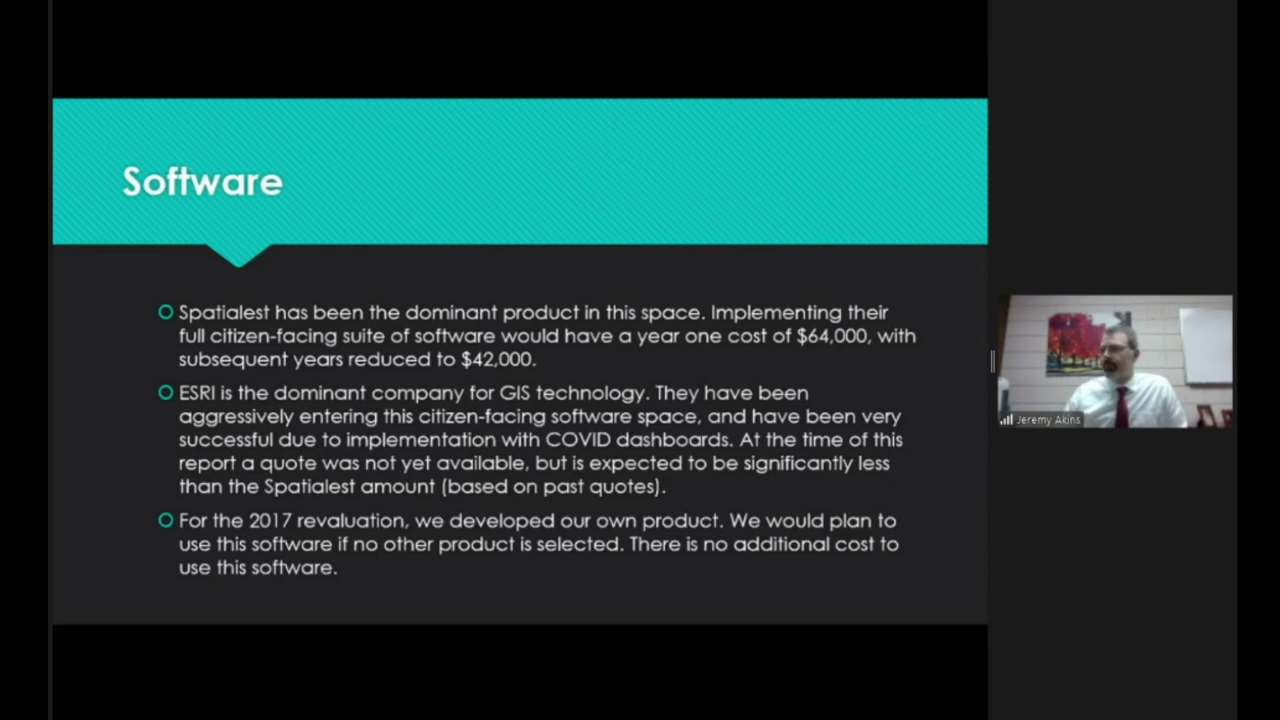 Software
Spatialest has been the dominant product in this space. Implementing their
full citizen-facing suite of software would have a year one cost of $64,000, with
subsequent years reduced to $42,000.
ESRI is the dominant company for GIS technology. They have been
aggressively entering this citizen-facing software space, and have been very
successful due to implementation with COVID dashboards. At the time of this
report a quote was not yet available, but is expected to be significantly less
than the Spatialest amount (based on past quotes).
For the 2017 revaluation, we developed our own product. We would plan to
use this software if no other product is selected. There is no additional cost to
use this software.
Jeremy Akins